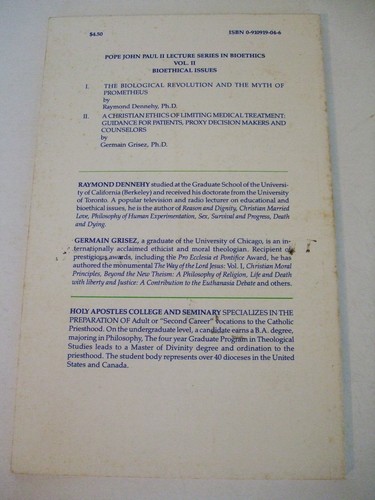 $4.50
ISBN 0-910919-04-6
POPE JOHN PAUL II LECTURE SERIES IN BIOETHICS
VOL. II
BIOETHICAL ISSUES
I. THE BIOLOGICAL REVOLUTION AND THE MYTH OF
PROMETHEUS
by
Raymond Dennehy, Ph.D.
II. A CHRISTIAN ETHICS OF LIMITING MEDICAL TREATMENT:
GUIDANCE FOR PATIENTS, PROXY DECISION MAKERS AND
COUNSELORS
by
Germain Grisez, Ph.D.
RAYMOND DENNEHY studied at the Graduate School of the Universi-
ty of California (Berkeley) and received his doctorate from the University
of Toronto. A popular television and radio lecturer on educational and
bioethical issues, he is the author of Reason and Dignity, Christian Married
Love, Philosophy of Human Experimentation, Sex, Survival and Progress, Death
and Dying.
GERMAIN GRISEZ, a graduate of the University of Chicago, is an in-
ternationally acclaimed ethicist and moral theologian. Recipient of
prestigious awards, including the Pro Ecclesia et Pontifice Award, he has
authored the monumental The Way of the Lord Jesus: Vol. 1, Christian Moral
Principles, Beyond the New Theism: A Philosophy of Religion, Life and Death
with liberty and Justice: A Contribution to the Euthanasia Debate and others.
HOLY APOSTLES COLLEGE AND SEMINARY SPECIALIZES IN THE
PREPARATION OF Adult or "Second Career" vocations to the Catholic
Priesthood. On the undergraduate level, a candidate earns a B.A. degree,
majoring in Philosophy, The four year Graduate Program in Theological
Studies leads to a Master of Divinity degree and ordination to the
priesthood. The student body represents over 40 dioceses in the United
States and Canada.